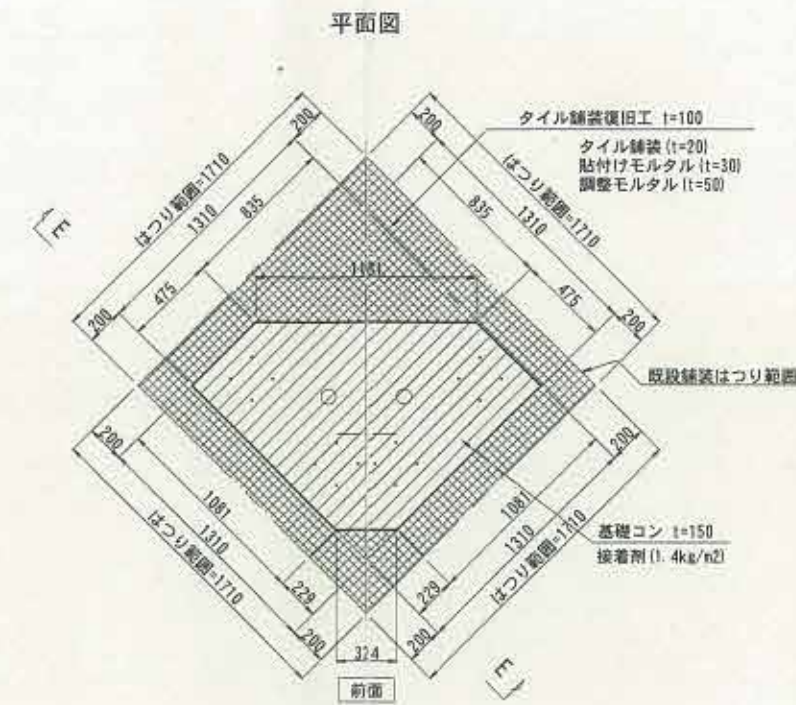 平面図
タイル舗装復旧工 t=100
タイル舗装(t=20)
貼付けモルタル(t=30)
調整モルタル(t=50)
200
はつり範囲=1710
1310
835
475
200
200
はつり範囲=1710
1310
835
475
200
E
1181
既設舗装はつり範囲
200
1081
1310
はつり範囲=1710
229
200
200
1081
1310
はつり範囲=1710
229
200
基礎コン t=150
接着剤(1.4kg/m2)
324
前面
E